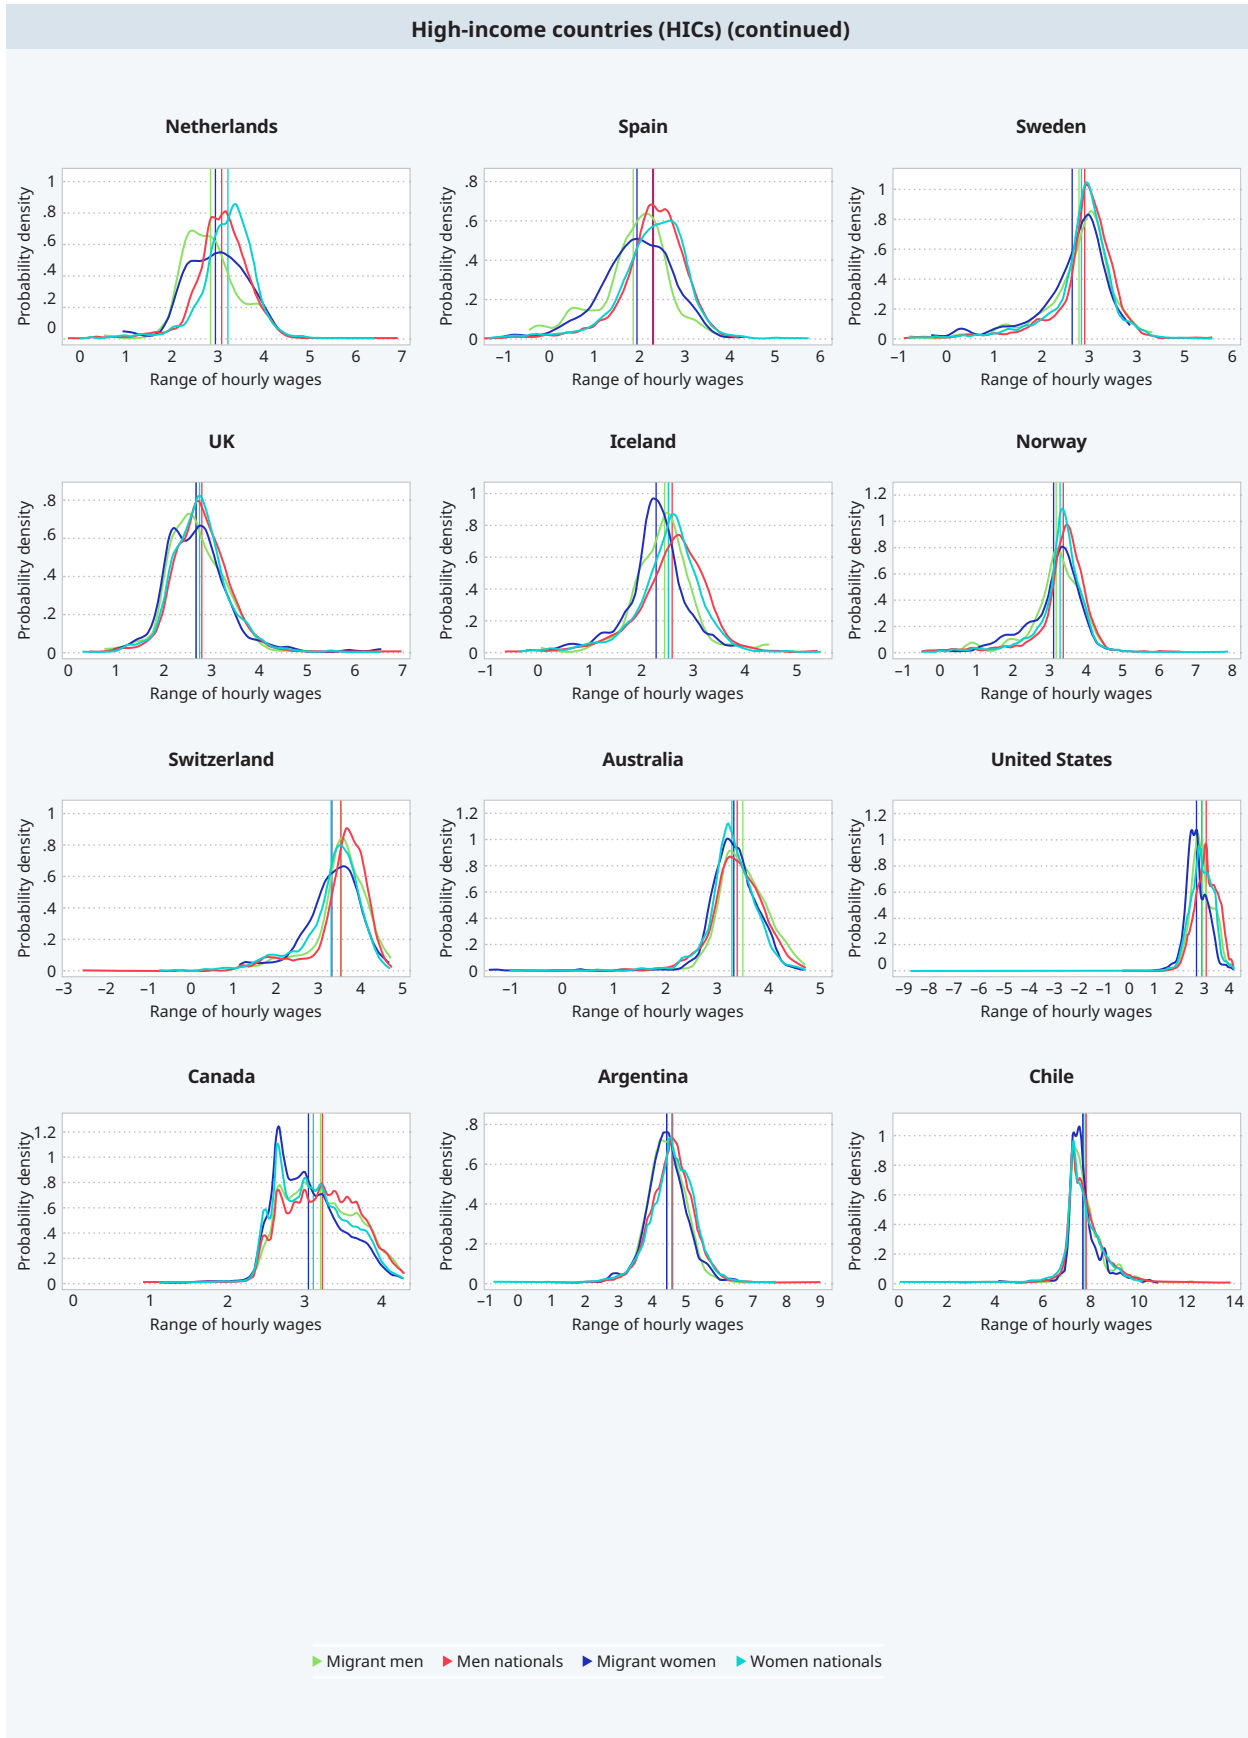 High-income countries (HICs) (continued)
Netherlands
Probability density
1
.8
.6
.4
.2
0
0 1 2 3 4 5 6 7
Range of hourly wages
Spain
Probability density
.8
.6
.4
.2
0
–1 0 1 2 3 4 5 6
Range of hourly wages
Sweden
Probability density
1
.8
.6
.4
.2
0
–1 0 1 2 3 3 5 6
Range of hourly wages
UK
Probability density
.8
.6
.4
.2
0
0 1 2 3 4 5 6 7
Range of hourly wages
Iceland
Probability density
1
.8
.6
.4
.2
0
–1 0 1 2 3 4 5
Range of hourly wages
Norway
Probability density
1.2
1
.8
.6
.4
.2
0
–1 0 1 2 3 4 5 6 7 8
Range of hourly wages
Switzerland
Probability density
1
.8
.6
.4
.2
0
–3 –2 –1 0 1 2 3 4 5
Range of hourly wages
Australia
Probability density
1.2
1
.8
.6
.4
.2
0
–1 0 1 2 3 4 5
Range of hourly wages
United States
Probability density
1.2
1
.8
.6
.4
.2
0
–9 –8 –7 –6 –5 –4 –3 –2 –1 0 1 2 3 4
Range of hourly wages
Canada
Probability density
1.2
1
.8
.6
.4
.2
0
0 1 2 3 4
Range of hourly wages
Argentina
Probability density
.8
.6
.4
.2
0
–1 0 1 2 3 4 5 6 7 8 9
Range of hourly wages
Chile
Probability density
1
.8
.6
.4
.2
0
0 2 4 6 8 10 12 14
Range of hourly wages
Migrant men Men nationals Migrant women Women nationals